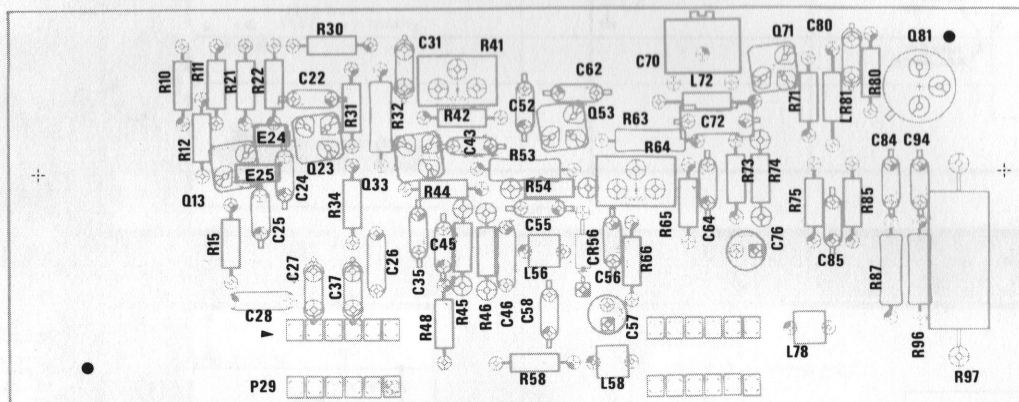 R30
C31
R41
Q71
C80
Q81
C70
R10
R11
R21
R22
C22
C62
L72
R80
R71
LR81
R31
R32
C52
R42
Q53
R63
C72
R12
E24
C43
R64
C84
C94
Q23
Q33
R53
R73
R74
E25
C24
R34
R44
R54
Q13
R15
C25
C55
R65
C64
R75
R85
C76
C26
C35
C45
L56
CR56
C56
R66
C85
C27
C37
R45
R46
C46
C58
R87
C28
R48
C57
R96
L78
R58
L58
P29
R97